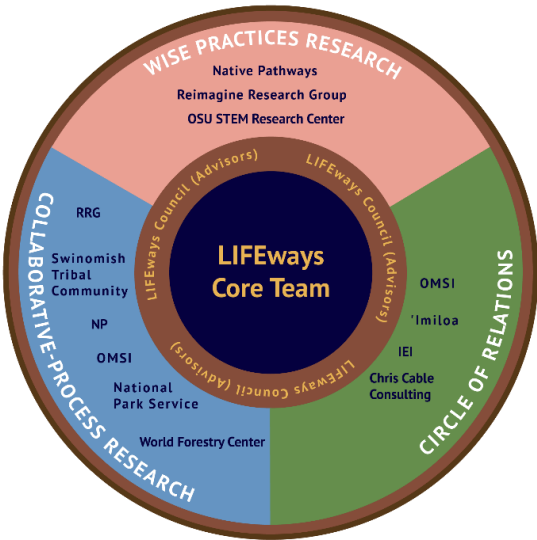 WISE PRACTICES RESEARCH
Native Pathways
Reimagine Research Group
OSU STEM Research Center
LIFEways Council (Advisors)
LIFEways Council (Advisors)
LIFEways Council (Advisors)
LIFEways
Core Team
COLLABORATIVE-PROCESS RESEARCH
RRG
Swinomish
Tribal
Community
NP
OMSI
National
Park Service
World Forestry Center
CIRCLE OF RELATIONS
OMSI
'Imiloa
IEI
Chris Cable
Consulting